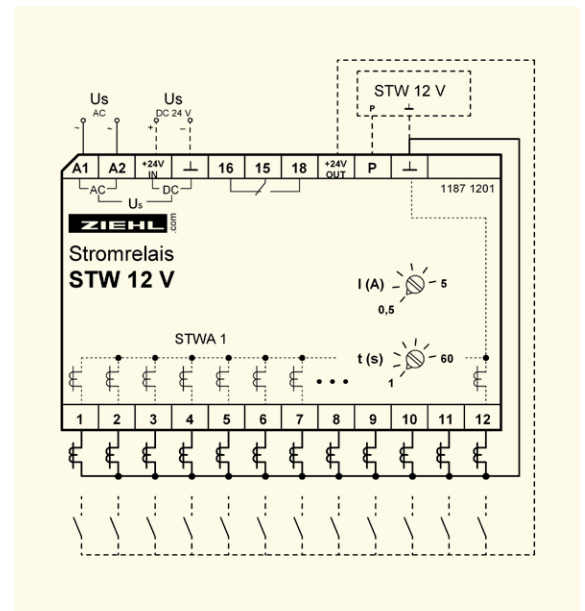 STW 12 V
P ⊥
Us Us
AC DC 24 V
~ ~ + −
A1 A2 +24V IN ⊥ 16 15 18 +24V OUT P ⊥
AC DC
Us
1187 1201
ZIEHL .com
Stromrelais
STW 12 V
I (A) 5
0,5
STWA 1
t (s) 60
1
1 2 3 4 5 6 7 8 9 10 11 12